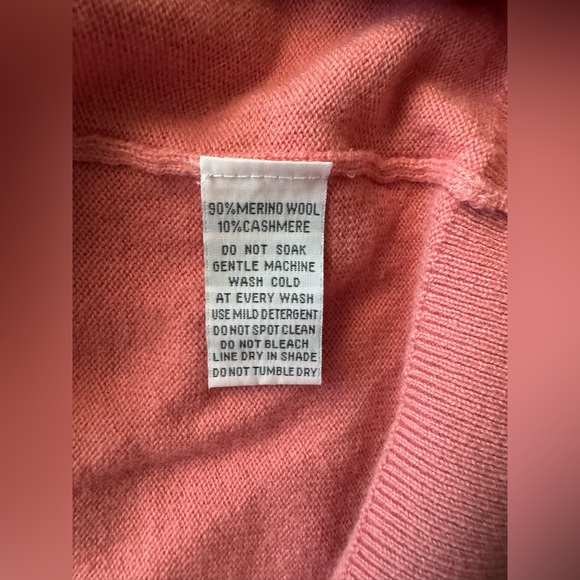 90%MERINO WOOL
10%CASHMERE
DO NOT SOAK
GENTLE MACHINE
WASH COLD
AT EVERY WASH
USE MILD DETERGENT
DO NOT SPOT CLEAN
DO NOT BLEACH
LINE DRY IN SHADE
DO NOT TUMBLE DRY